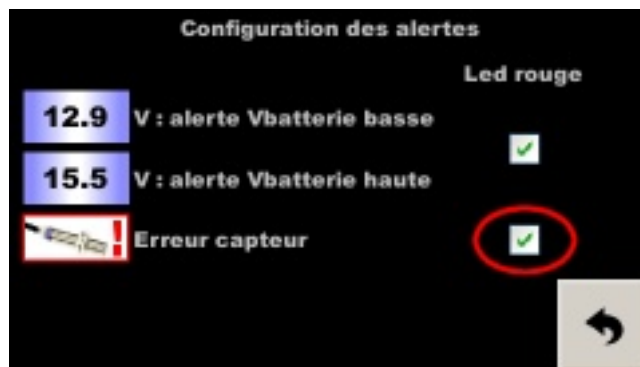 Configuration des alertes
Led rouge
12.9 V : alerte Vbatterie basse
15.5 V : alerte Vbatterie haute
! Erreur capteur